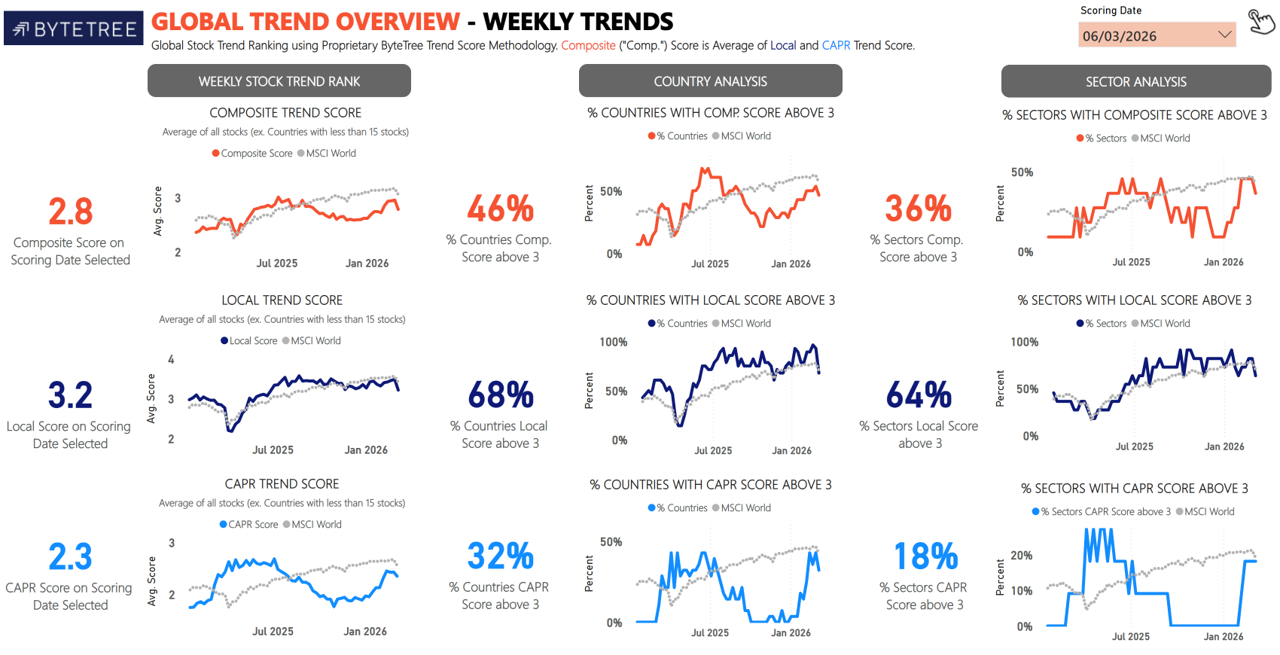 BYTETREE
GLOBAL TREND OVERVIEW - WEEKLY TRENDS
Global Stock Trend Ranking using Proprietary ByteTree Trend Score Methodology. Composite ("Comp.") Score is Average of Local and CAPR Trend Score.
Scoring Date
06/03/2026
WEEKLY STOCK TREND RANK
COUNTRY ANALYSIS
SECTOR ANALYSIS
2.8
Composite Score on
Scoring Date Selected
COMPOSITE TREND SCORE
Average of all stocks (ex. Countries with less than 15 stocks)
Composite Score MSCI World
Avg. Score
3
2
Jul 2025 Jan 2026
46%
% Countries Comp.
Score above 3
% COUNTRIES WITH COMP. SCORE ABOVE 3
% Countries MSCI World
Percent
50%
0%
Jul 2025 Jan 2026
36%
% Sectors Comp.
Score above 3
% SECTORS WITH COMPOSITE SCORE ABOVE 3
% Sectors MSCI World
Percent
50%
0%
Jul 2025 Jan 2026
3.2
Local Score on Scoring
Date Selected
LOCAL TREND SCORE
Average of all stocks (ex. Countries with less than 15 stocks)
Local Score MSCI World
Avg. Score
4
3
2
Jul 2025 Jan 2026
68%
% Countries Local
Score above 3
% COUNTRIES WITH LOCAL SCORE ABOVE 3
% Countries MSCI World
Percent
100%
50%
0%
Jul 2025 Jan 2026
64%
% Sectors Local Score
above 3
% SECTORS WITH LOCAL SCORE ABOVE 3
% Sectors MSCI World
Percent
100%
50%
0%
Jul 2025 Jan 2026
2.3
CAPR Score on Scoring
Date Selected
CAPR TREND SCORE
Average of all stocks (ex. Countries with less than 15 stocks)
CAPR Score MSCI World
Avg. Score
3
2
Jul 2025 Jan 2026
32%
% Countries CAPR
Score above 3
% COUNTRIES WITH CAPR SCORE ABOVE 3
% Countries MSCI World
Percent
50%
0%
Jul 2025 Jan 2026
18%
% Sectors CAPR
Score above 3
% SECTORS WITH CAPR SCORE ABOVE 3
% Sectors CAPR Score above 3 MSCI World
Percent
20%
10%
0%
Jul 2025 Jan 2026